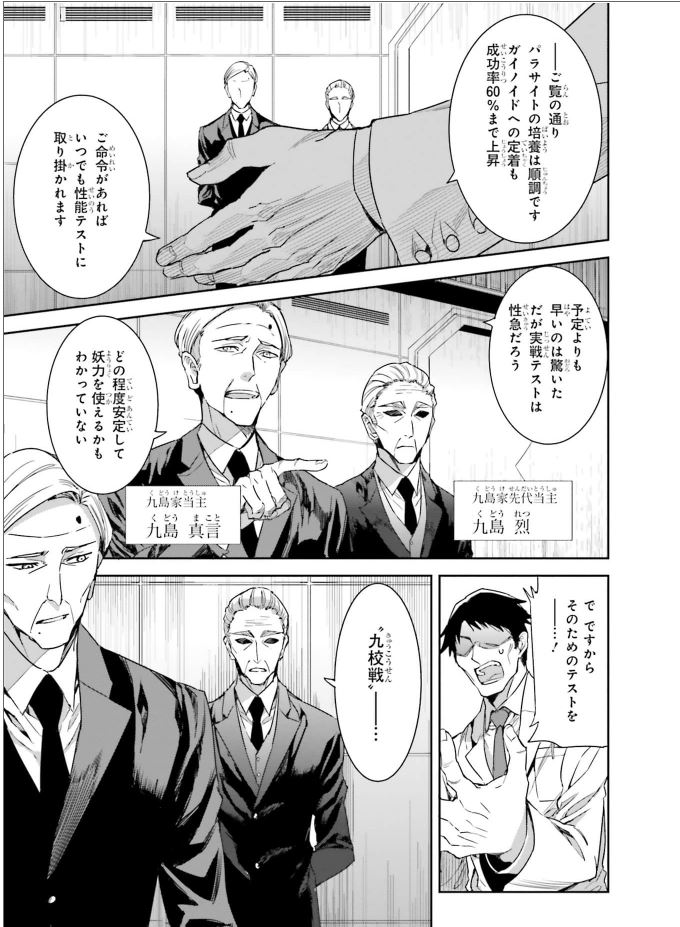 ――ご覧の通り
パラサイトの培養は順調です
ガイノイドへの定着も
成功率60%まで上昇
ご命令があれば
いつでも性能テストに
取り掛かれます
予定よりも
早いのは驚いた
だが実戦テストは
性急だろう
どの程度安定して
妖力を使えるかも
わかっていない
九島家先代当主
九島 烈
九島家当主
九島 真言
で ですから
そのためのテストを
――…!
〝九校戦〟――…